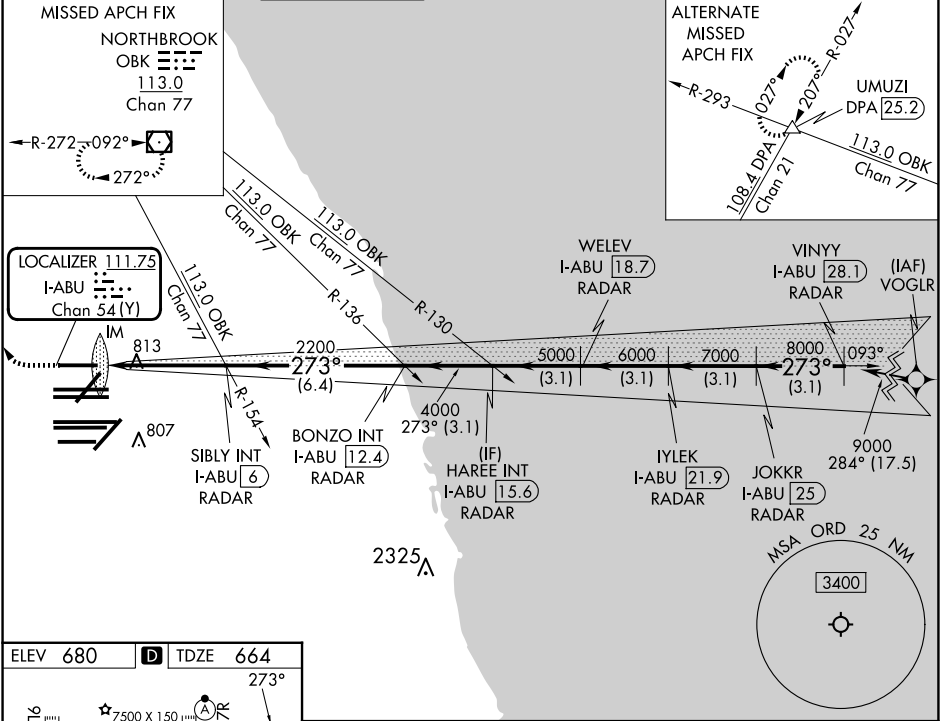 MISSED APCH FIX
NORTHBROOK
OBK
113.0
Chan 77
R-272
092°
272°
ALTERNATE
MISSED
APCH FIX
R-027
027°
207°
R-293
UMUZI
DPA 25.2
113.0 OBK
Chan 77
108.4 DPA
Chan 21
113.0 OBK
Chan 77
113.0 OBK
Chan 77
113.0 OBK
Chan 77
R-136
R-130
R-154
LOCALIZER 111.75
I-ABU
Chan 54 (Y)
IM
813
807
WELEV
I-ABU 18.7
RADAR
VINYY
I-ABU 28.1
RADAR
(IAF)
VOGLR
2200
273°
(6.4)
4000
273° (3.1)
5000
(3.1)
6000
(3.1)
7000
(3.1)
8000
273°
(3.1)
093°
9000
284° (17.5)
SIBLY INT
I-ABU 6
RADAR
BONZO INT
I-ABU 12.4
RADAR
(IF)
HAREE INT
I-ABU 15.6
RADAR
IYLEK
I-ABU 21.9
RADAR
JOKKR
I-ABU 25
RADAR
2325
MSA ORD 25 NM
3400
ELEV 680
D
TDZE 664
273°
7500 X 150
A